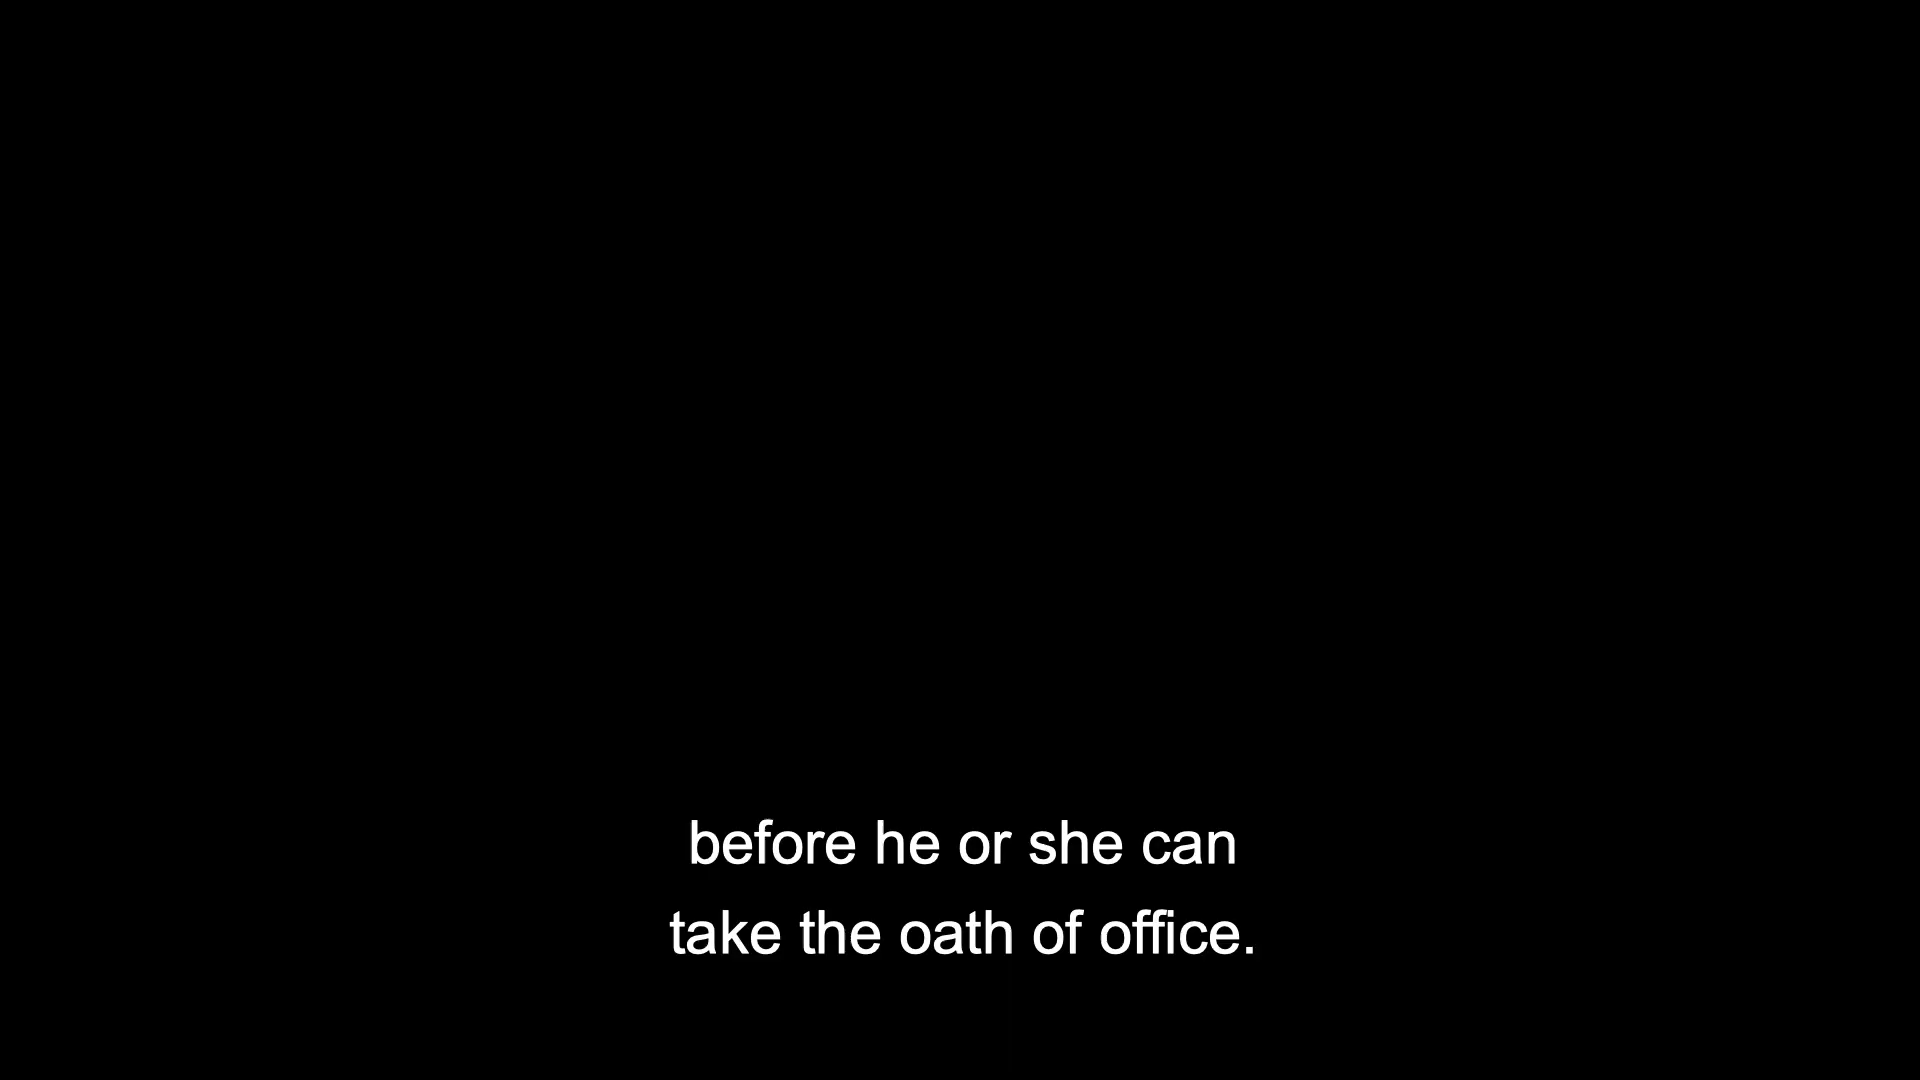 before he or she can
take the oath of office.